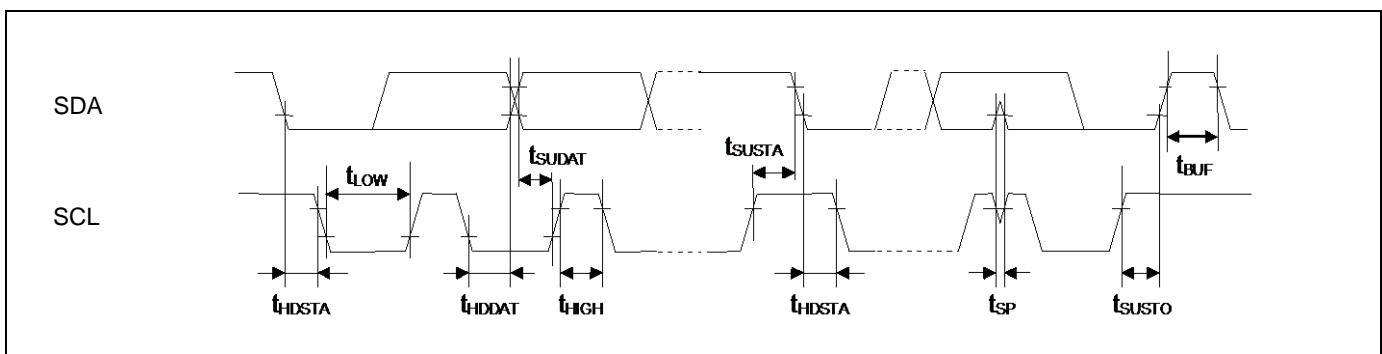 SDA
tSUDAT
tSUSTA
tBUF
tLOW
SCL
tHDSTA
tHDDAT
tHIGH
tHDSTA
tSP
tSUSTO